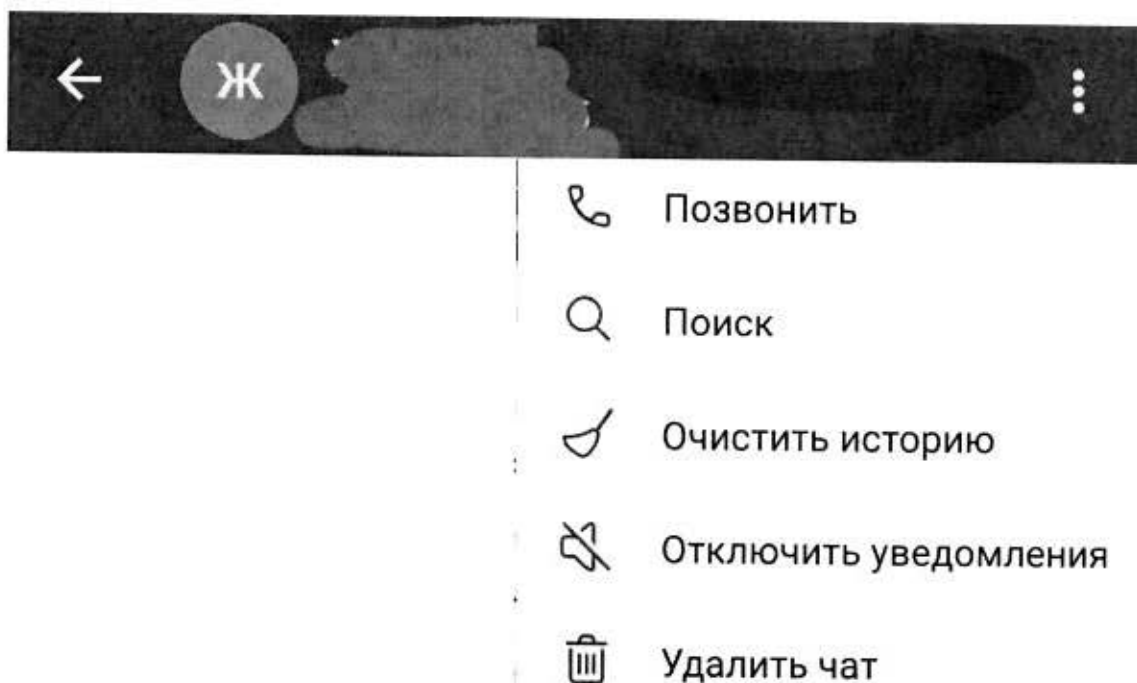 Ж
Позвонить
Поиск
Очистить историю
Отключить уведомления
Удалить чат